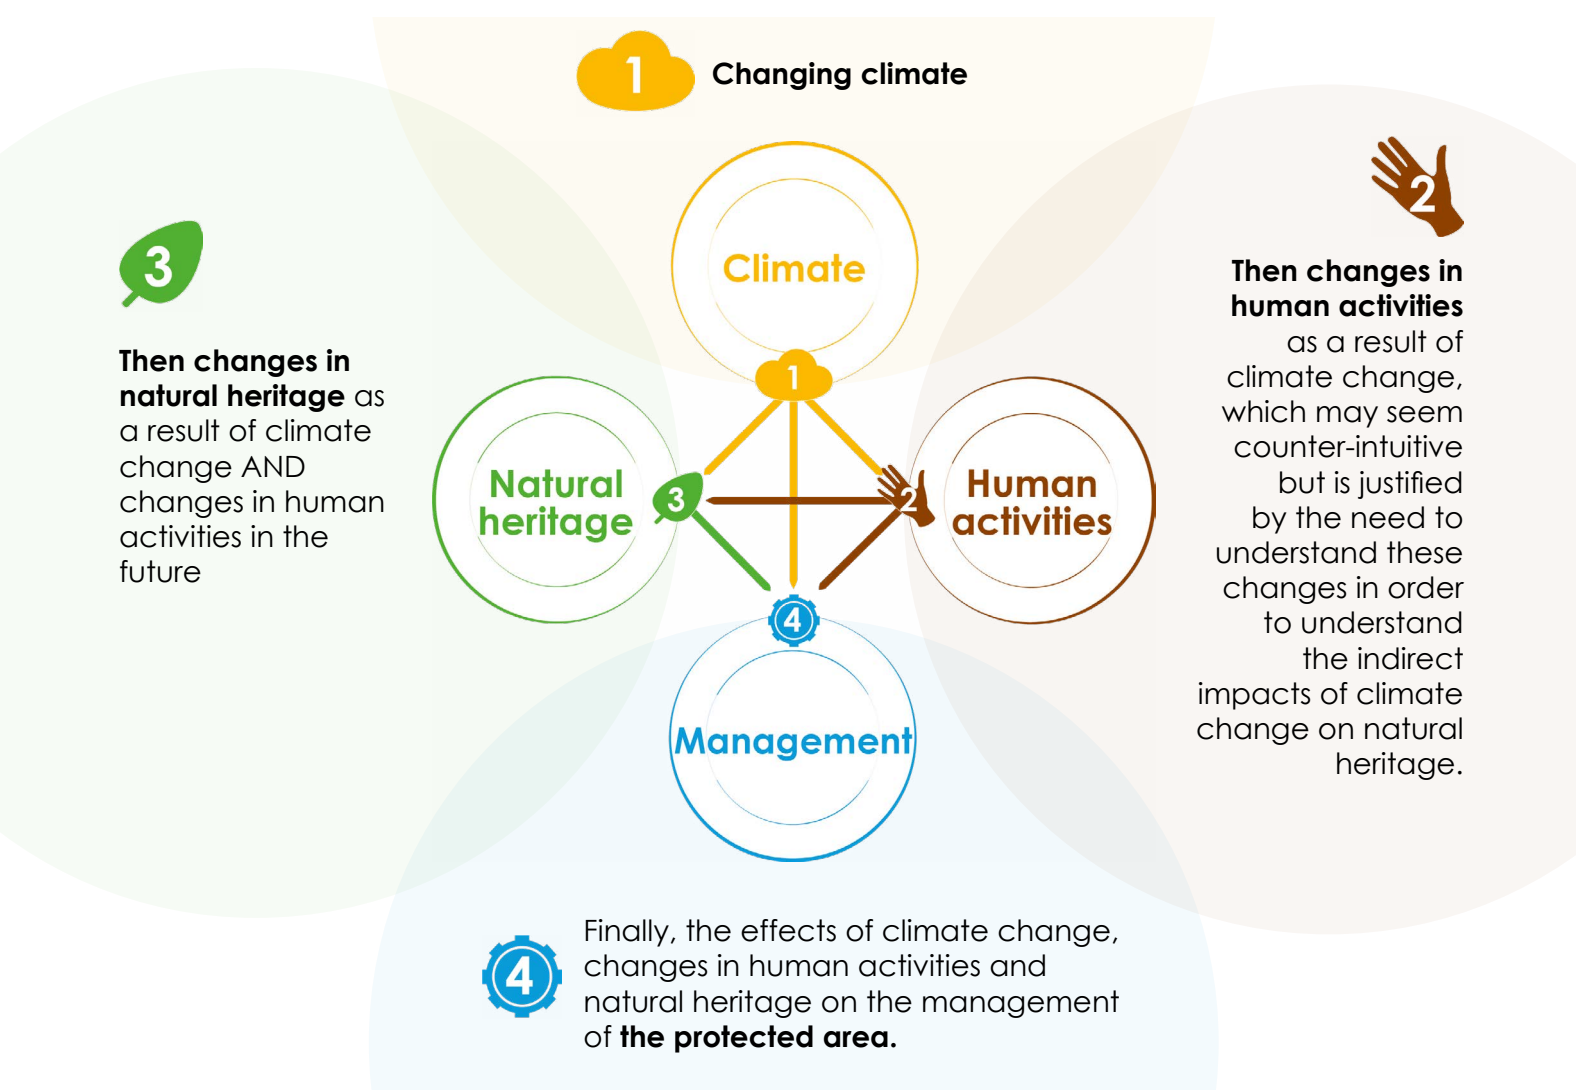 1
Changing climate
2
Then changes in
human activities
as a result of
climate change,
which may seem
counter-intuitive
but is justified
by the need to
understand these
changes in order
to understand
the indirect
impacts of climate
change on natural
heritage.
3
Then changes in
natural heritage as
a result of climate
change AND
changes in human
activities in the
future
Climate
1
Natural
heritage
3
2
Human
activities
4
Management
4
Finally, the effects of climate change,
changes in human activities and
natural heritage on the management
of the protected area.